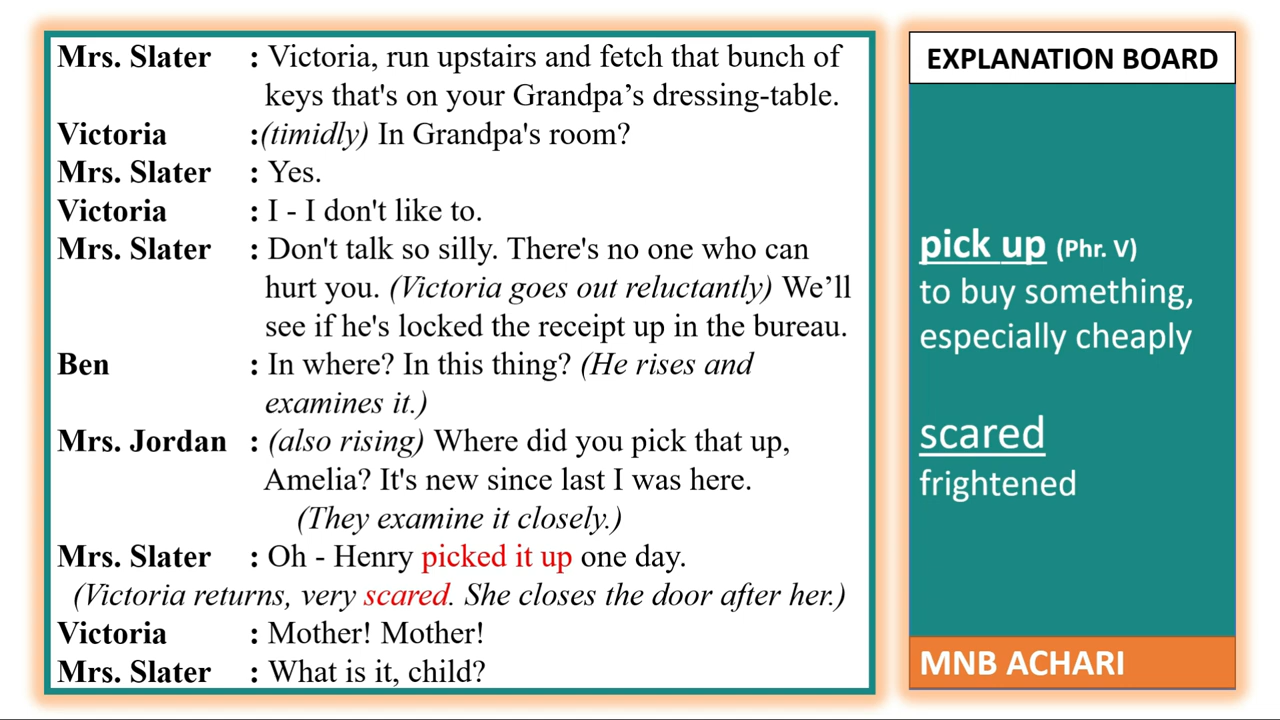 Mrs. Slater : Victoria, run upstairs and fetch that bunch of
keys that's on your Grandpa’s dressing-table.
Victoria :(timidly) In Grandpa's room?
Mrs. Slater : Yes.
Victoria : I - I don't like to.
Mrs. Slater : Don't talk so silly. There's no one who can
hurt you. (Victoria goes out reluctantly) We’ll
see if he's locked the receipt up in the bureau.
Ben : In where? In this thing? (He rises and
examines it.)
Mrs. Jordan : (also rising) Where did you pick that up,
Amelia? It's new since last I was here.
(They examine it closely.)
Mrs. Slater : Oh - Henry picked it up one day.
(Victoria returns, very scared. She closes the door after her.)
Victoria : Mother! Mother!
Mrs. Slater : What is it, child?
EXPLANATION BOARD
pick up (Phr. V)
to buy something,
especially cheaply
scared
frightened
MNB ACHARI